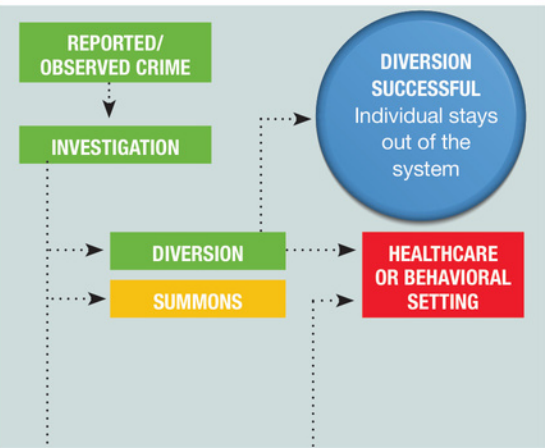 REPORTED/
OBSERVED CRIME
INVESTIGATION
DIVERSION
SUCCESSFUL
Individual stays
out of the
system
DIVERSION
SUMMONS
HEALTHCARE
OR BEHAVIORAL
SETTING